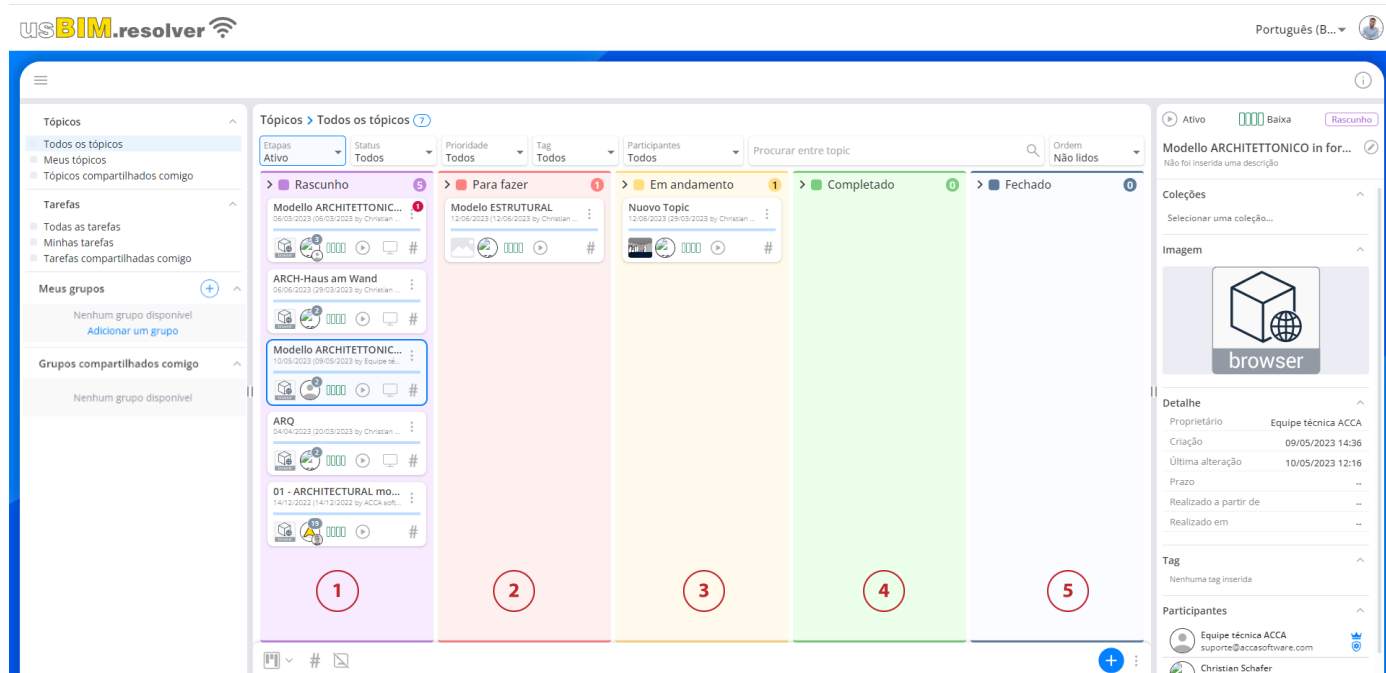 usBIM.resolver
Português (B...
Tópicos
Todos os tópicos
Meus tópicos
Tópicos compartilhados comigo
Tarefas
Todas as tarefas
Minhas tarefas
Tarefas compartilhadas comigo
Meus grupos
Nenhum grupo disponível
Adicionar um grupo
Grupos compartilhados comigo
Nenhum grupo disponível
Tópicos > Todos os tópicos 7
Etapas
Ativo
Status
Todos
Prioridade
Todos
Tag
Todos
Participantes
Todos
Procurar entre topic
Ordem
Não lidos
Rascunho 5
Modello ARCHITETTONIC... 1
06/03/2023 (06/03/2023 by Christian ...
3
#
ARCH-Haus am Wand
06/06/2023 (29/03/2023 by Christian ...
2
#
Modello ARCHITETTONIC...
10/05/2023 (09/05/2023 by Equipe té...
2
#
ARQ
04/04/2023 (20/03/2023 by Christian ...
2
#
01 - ARCHITECTURAL mo...
14/12/2022 (14/12/2022 by ACCA soft...
19
#
1
Para fazer 1
Modelo ESTRUTURAL
12/06/2023 (12/06/2023 by Christian ...
#
2
Em andamento 1
Nuovo Topic
12/06/2023 (29/03/2023 by Christian ...
#
3
Completado 0
4
Fechado 0
5
#
Ativo
Baixa
Rascunho
Modello ARCHITETTONICO in for...
Não foi inserida uma descrição
Coleções
Selecionar uma coleção...
Imagem
browser
Detalhe
Proprietário Equipe técnica ACCA
Criação 09/05/2023 14:36
Última alteração 10/05/2023 12:16
Prazo --
Realizado a partir de --
Realizado em --
Tag
Nenhuma tag inserida
Participantes
Equipe técnica ACCA
suporte@accasoftware.com
Christian Schafer